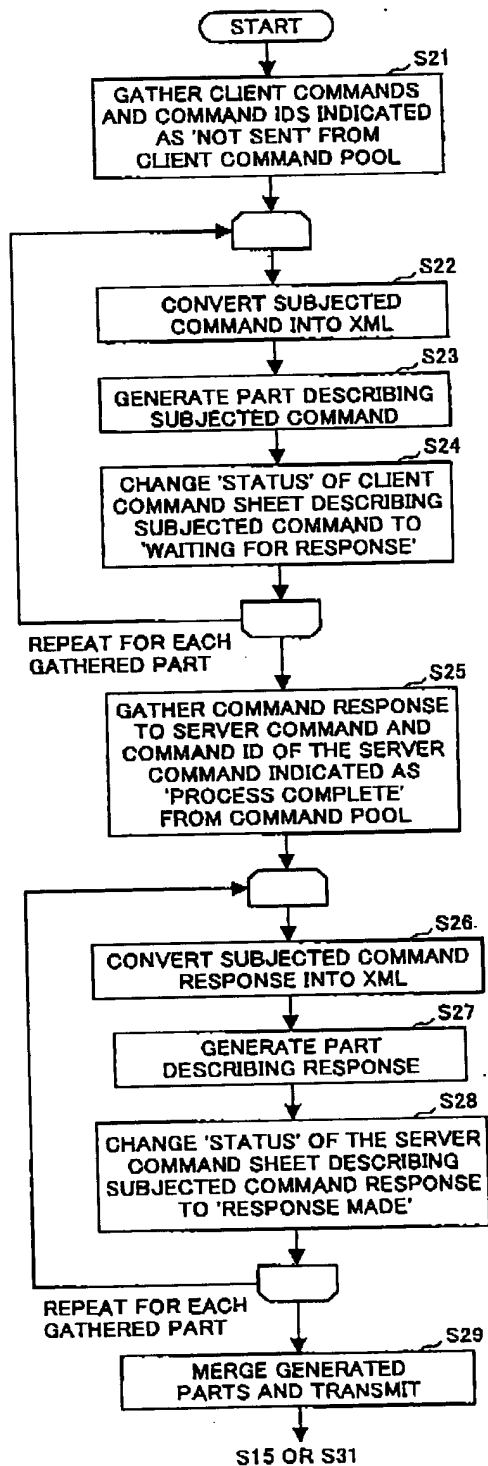 START
S21
GATHER CLIENT COMMANDS
AND COMMAND IDS INDICATED
AS 'NOT SENT' FROM
CLIENT COMMAND POOL
S22
CONVERT SUBJECTED
COMMAND INTO XML
S23
GENERATE PART DESCRIBING
SUBJECTED COMMAND
S24
CHANGE 'STATUS' OF CLIENT
COMMAND SHEET DESCRIBING
SUBJECTED COMMAND TO
'WAITING FOR RESPONSE'
REPEAT FOR EACH
GATHERED PART
S25
GATHER COMMAND RESPONSE
TO SERVER COMMAND AND
COMMAND ID OF THE SERVER
COMMAND INDICATED AS
'PROCESS COMPLETE'
FROM COMMAND POOL
S26
CONVERT SUBJECTED COMMAND
RESPONSE INTO XML
S27
GENERATE PART
DESCRIBING RESPONSE
S28
CHANGE 'STATUS' OF THE SERVER
COMMAND SHEET DESCRIBING
SUBJECTED COMMAND RESPONSE
TO 'RESPONSE MADE'
REPEAT FOR EACH
GATHERED PART
S29
MERGE GENERATED
PARTS AND TRANSMIT
S15 OR S31